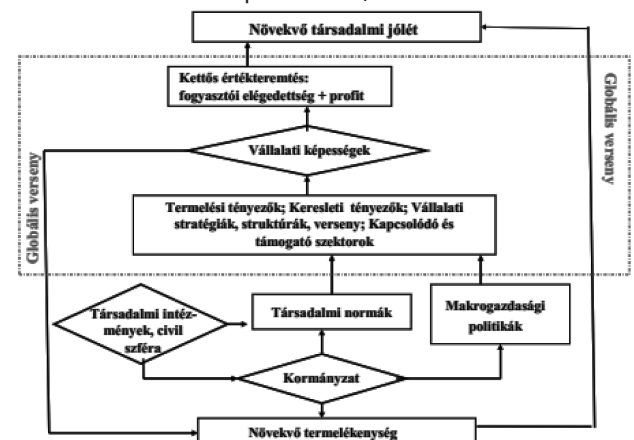 Növekvő társadalmi jólét
Kettős értékteremtés:
fogyasztói elégedettség + profit
Globális verseny
Vállalati képességek
Globális verseny
Termelési tényezők; Keresleti tényezők; Vállalati
stratégiák, struktúrák, verseny; Kapcsolódó és
támogató szektorok
Társadalmi intéz-
mények, civil
szféra
Társadalmi normák
Makrogazdasági
politikák
Kormányzat
Növekvő termelékenység